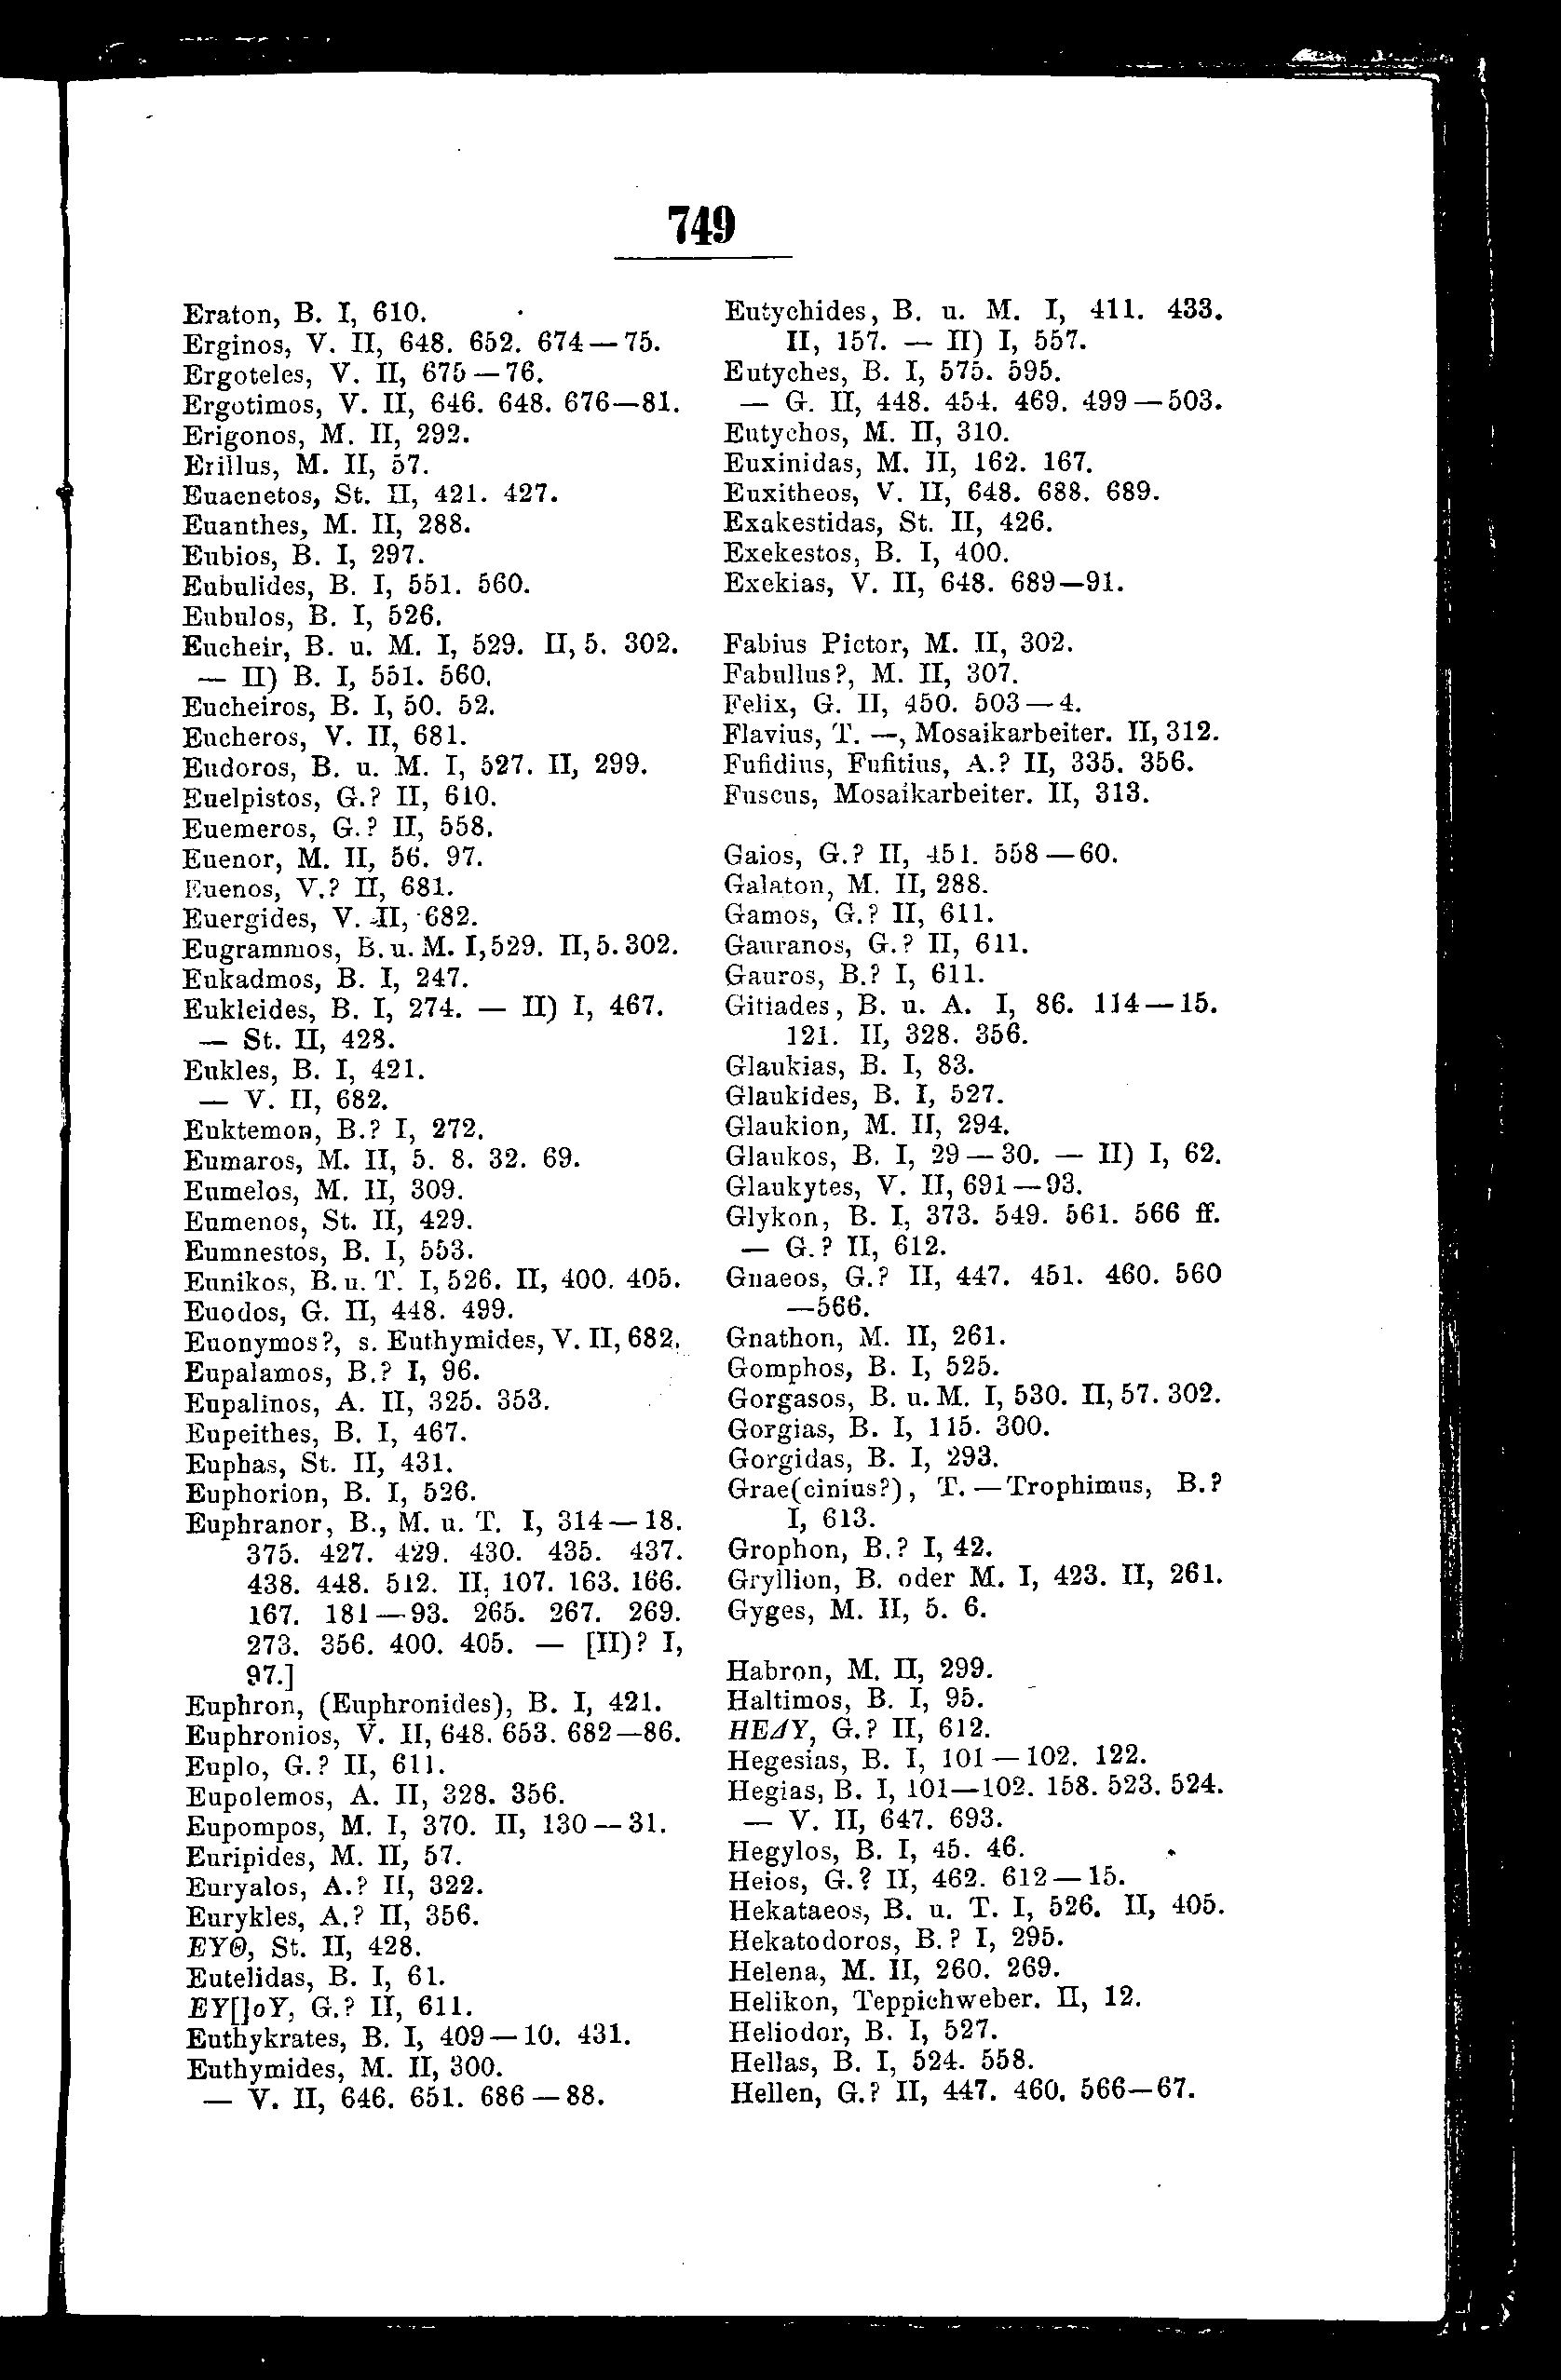 749
Eraton, B. I, 610.
Erginos, V. II, 648. 652. 674—75.
Ergoteles, V. II, 675—76.
Ergotimos, V. II, 646. 648. 676—81.
Erigonos, M. II, 292.
Erillus, M. II, 57.
Euaenetos, St. II, 421. 427.
Euanthes, M. II, 288.
Eubios, B. I, 297.
Eubulides, B. I, 551. 560.
Eubulos, B. I, 526.
Eucheir, B. u. M. I, 529. II, 5. 302.
— II) B. I, 551. 560.
Eucheiros, B. I, 50. 52.
Eucheros, V. II, 681.
Eudoros, B. u. M. I, 527. II, 299.
Euelpistos, G.? II, 610.
Euemeros, G.? II, 558.
Euenor, M. II, 56. 97.
Euenos, V.? II, 681.
Euergides, V. II, 682.
Eugrammos, B. u. M. I, 529. II, 5. 302.
Eukadmos, B. I, 247.
Eukleides, B. I, 274. — II) I, 467.
— St. II, 428.
Eukles, B. I, 421.
— V. II, 682.
Euktemon, B.? I, 272.
Eumaros, M. II, 5. 8. 32. 69.
Eumelos, M. II, 309.
Eumenos, St. II, 429.
Eumnestos, B. I, 553.
Eunikos, B. u. T. I, 526. II, 400. 405.
Euodos, G. II, 448. 499.
Euonymos?, s. Euthymides, V. II, 682.
Eupalamos, B.? I, 96.
Eupalinos, A. II, 325. 353.
Eupeithes, B. I, 467.
Euphas, St. II, 431.
Euphorion, B. I, 526.
Euphranor, B., M. u. T. I, 314—18.
375. 427. 429. 430. 435. 437.
438. 448. 512. II, 107. 163. 166.
167. 181—93. 265. 267. 269.
273. 356. 400. 405. — [II)? I,
97.]
Euphron, (Euphronides), B. I, 421.
Euphronios, V. II, 648. 653. 682—86.
Euplo, G.? II, 611.
Eupolemos, A. II, 328. 356.
Eupompos, M. I, 370. II, 130—31.
Euripides, M. II, 57.
Euryalos, A.? II, 322.
Eurykles, A.? II, 356.
ΕΥΘ, St. II, 428.
Eutelidas, B. I, 61.
ΕΥ[]οΥ, G.? II, 611.
Euthykrates, B. I, 409—10. 431.
Euthymides, M. II, 300.
— V. II, 646. 651. 686—88.
Eutychides, B. u. M. I, 411. 433.
II, 157. — II) I, 557.
Eutyches, B. I, 575. 595.
— G. II, 448. 454. 469. 499—503.
Eutychos, M. II, 310.
Euxinidas, M. II, 162. 167.
Euxitheos, V. II, 648. 688. 689.
Exakestidas, St. II, 426.
Exekestos, B. I, 400.
Exekias, V. II, 648. 689—91.
Fabius Pictor, M. II, 302.
Fabullus?, M. II, 307.
Felix, G. II, 450. 503—4.
Flavius, T. —, Mosaikarbeiter. II, 312.
Fufidius, Fufitius, A.? II, 335. 356.
Fuscus, Mosaikarbeiter. II, 313.
Gaios, G.? II, 451. 558—60.
Galaton, M. II, 288.
Gamos, G.? II, 611.
Gauranos, G.? II, 611.
Gauros, B.? I, 611.
Gitiades, B. u. A. I, 86. 114—15.
121. II, 328. 356.
Glaukias, B. I, 83.
Glaukides, B. I, 527.
Glaukion, M. II, 294.
Glaukos, B. I, 29—30. — II) I, 62.
Glaukytes, V. II, 691—93.
Glykon, B. I, 373. 549. 561. 566 ff.
— G.? II, 612.
Gnaeos, G.? II, 447. 451. 460. 560
—566.
Gnathon, M. II, 261.
Gomphos, B. I, 525.
Gorgasos, B. u. M. I, 530. II, 57. 302.
Gorgias, B. I, 115. 300.
Gorgidas, B. I, 293.
Grae(cinius?), T. —Trophimus, B.?
I, 613.
Grophon, B.? I, 42.
Gryllion, B. oder M. I, 423. II, 261.
Gyges, M. II, 5. 6.
Habron, M. II, 299.
Haltimos, B. I, 95.
ΗΕΔΥ, G.? II, 612.
Hegesias, B. I, 101—102. 122.
Hegias, B. I, 101—102. 158. 523. 524.
— V. II, 647. 693.
Hegylos, B. I, 45. 46.
Heios, G.? II, 462. 612—15.
Hekataeos, B. u. T. I, 526. II, 405.
Hekatodoros, B.? I, 295.
Helena, M. II, 260. 269.
Helikon, Teppichweber. II, 12.
Heliodor, B. I, 527.
Hellas, B. I, 524. 558.
Hellen, G.? II, 447. 460. 566—67.